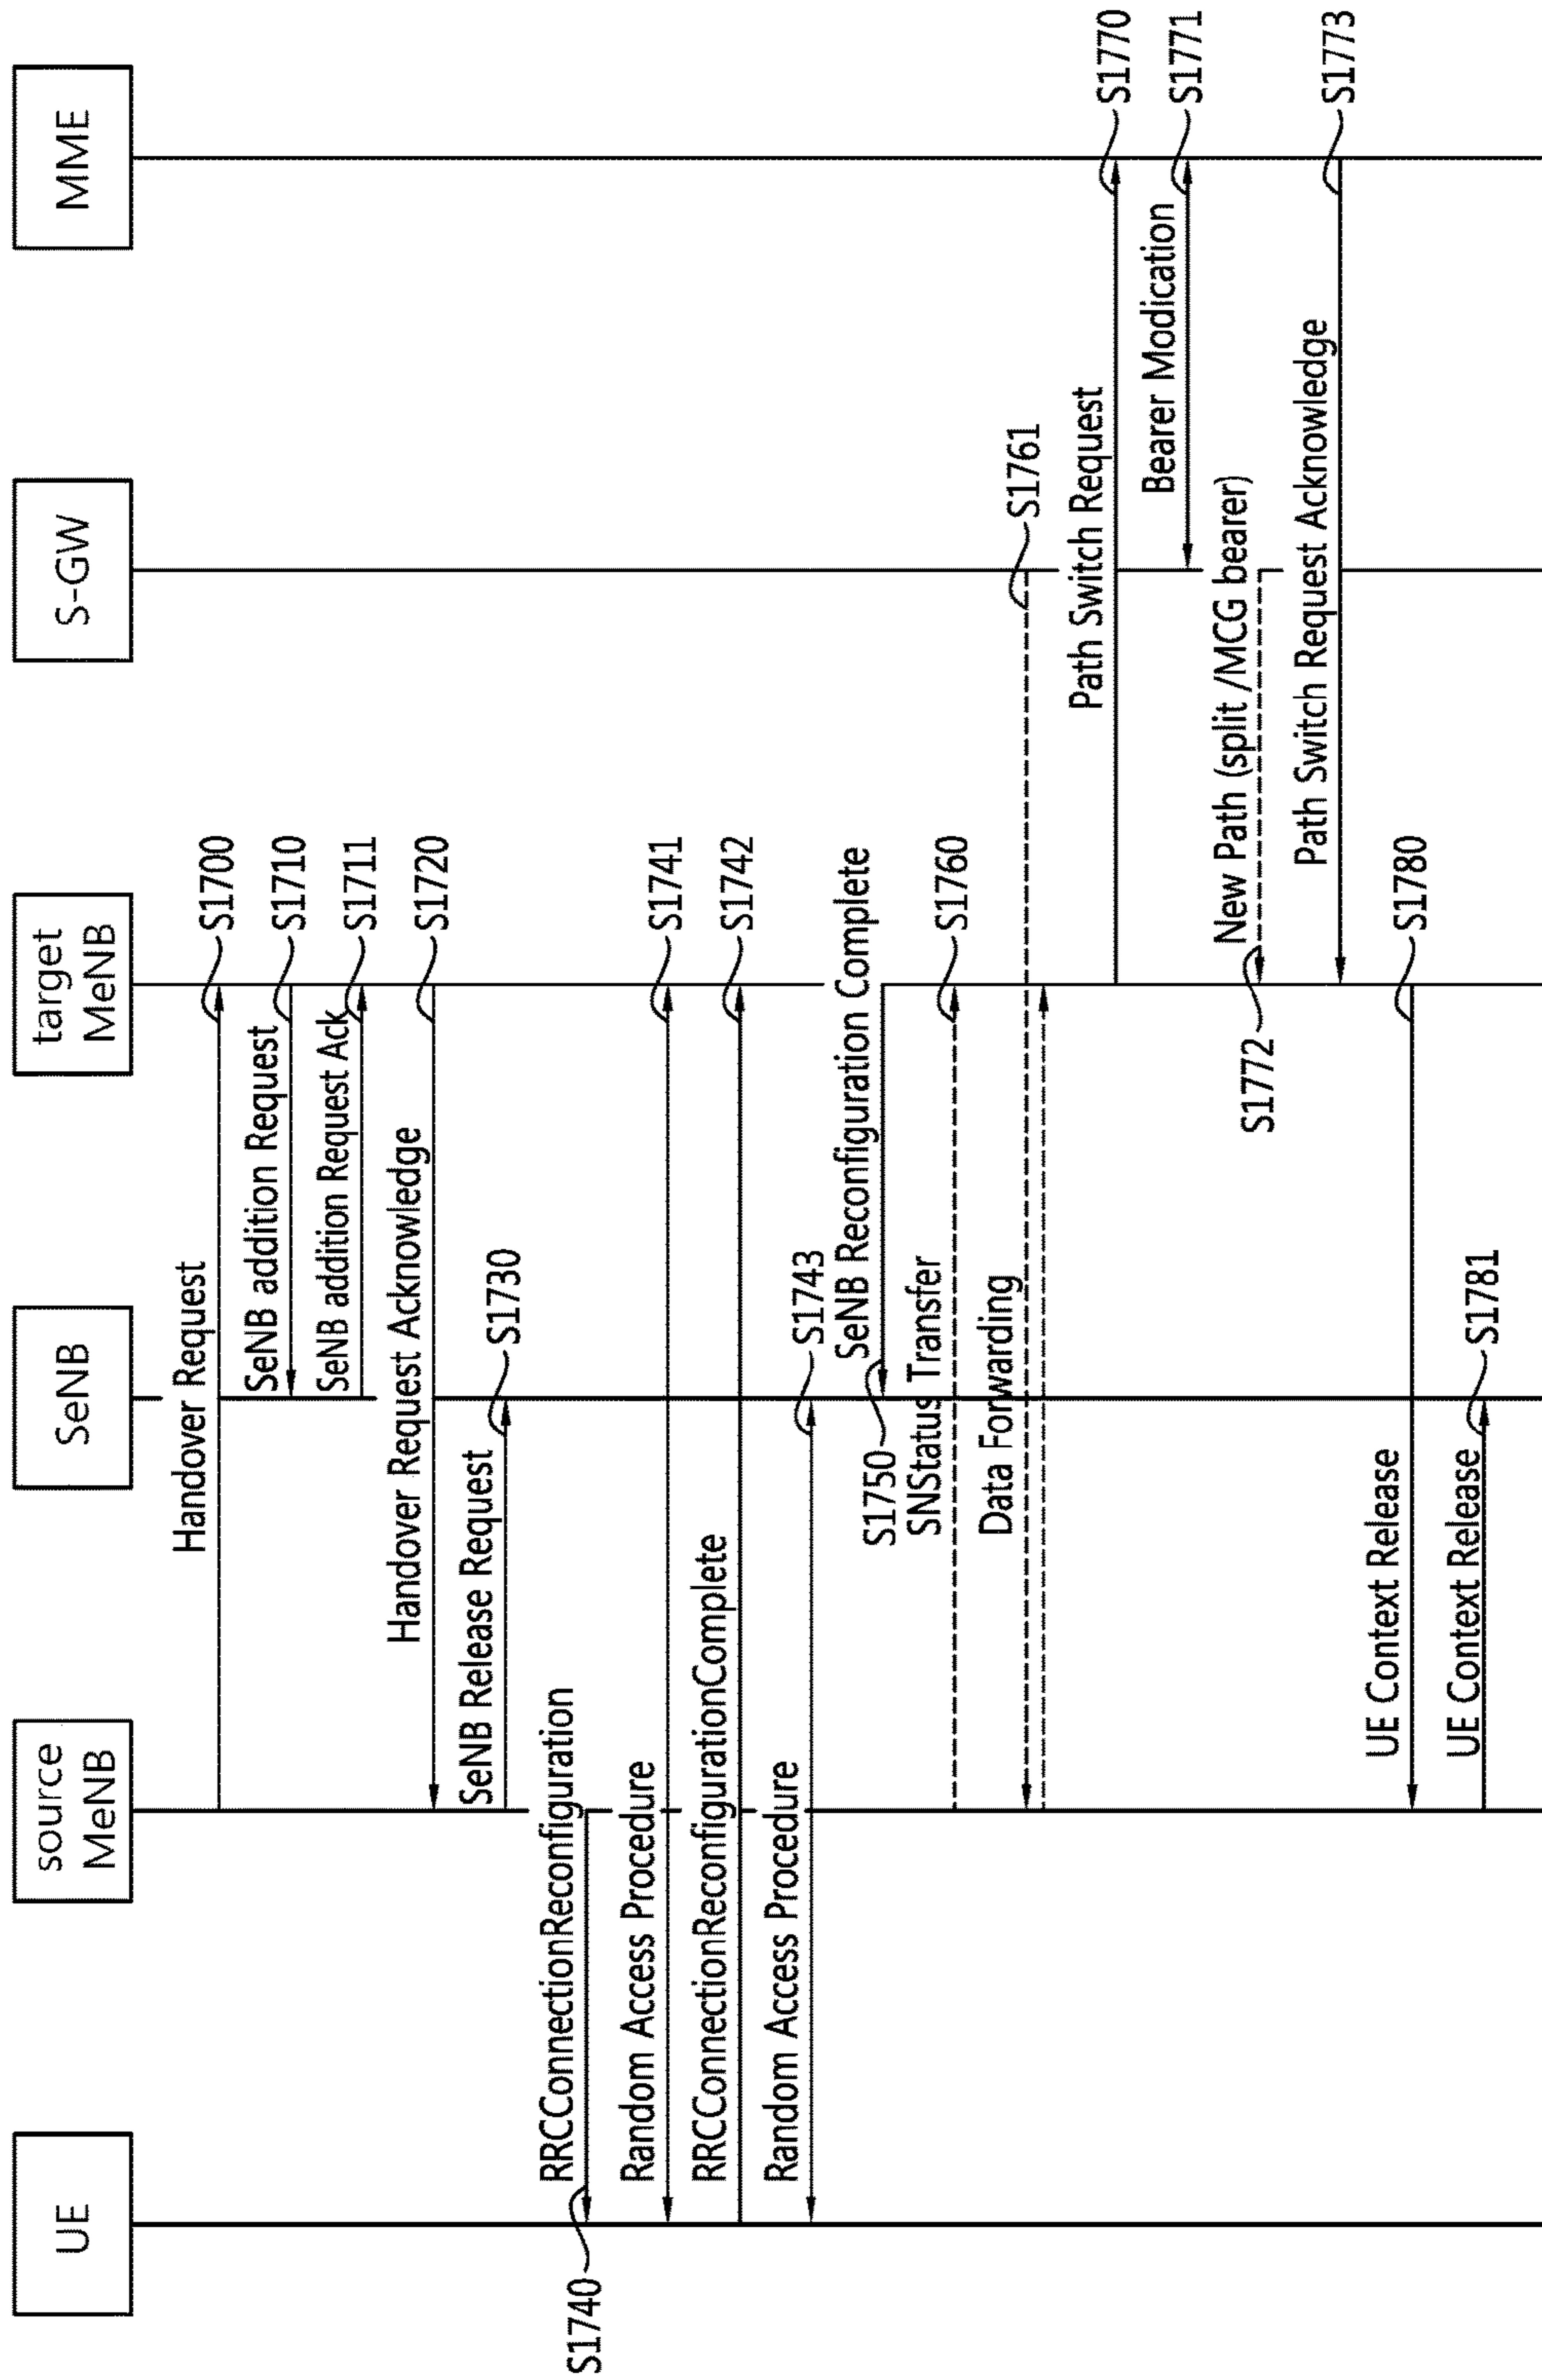 UE
source
MeNB
SeNB
target
MeNB
S-GW
MME
Handover Request
S1700
SeNB addition Request
S1710
SeNB addition Request Ack
S1711
Handover Request Acknowledge
S1720
SeNB Release Request
S1730
S1740
RRCConnectionReconfiguration
Random Access Procedure
S1741
RRCConnectionReconfigurationComplete
S1742
Random Access Procedure
S1743
S1750
SeNB Reconfiguration Complete
SNStatus Transfer
S1760
Data Forwarding
S1761
Path Switch Request
S1770
Bearer Modication
S1771
S1772
New Path (split /MCG bearer)
Path Switch Request Acknowledge
S1773
UE Context Release
S1780
UE Context Release
S1781